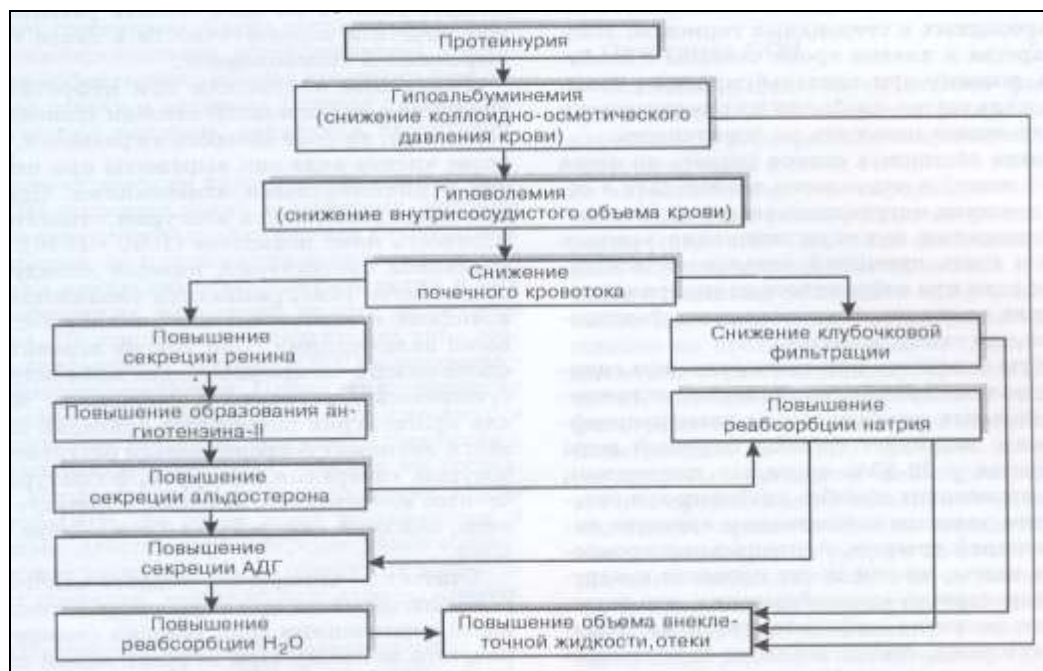 Протеинурия
Гипоальбуминемия
(снижение коллоидно-осмотического
давления крови)
Гиповолемия
(снижение внутрисосудистого объема крови)
Снижение
почечного кровотока
Повышение
секреции ренина
Снижение клубочковой
фильтрации
Повышение образования ан-
гиотензина-II
Повышение
реабсорбции натрия
Повышение
секреции альдостерона
Повышение
секреции АДГ
Повышение
реабсорбции H₂O
Повышение объема внекле-
точной жидкости, отеки